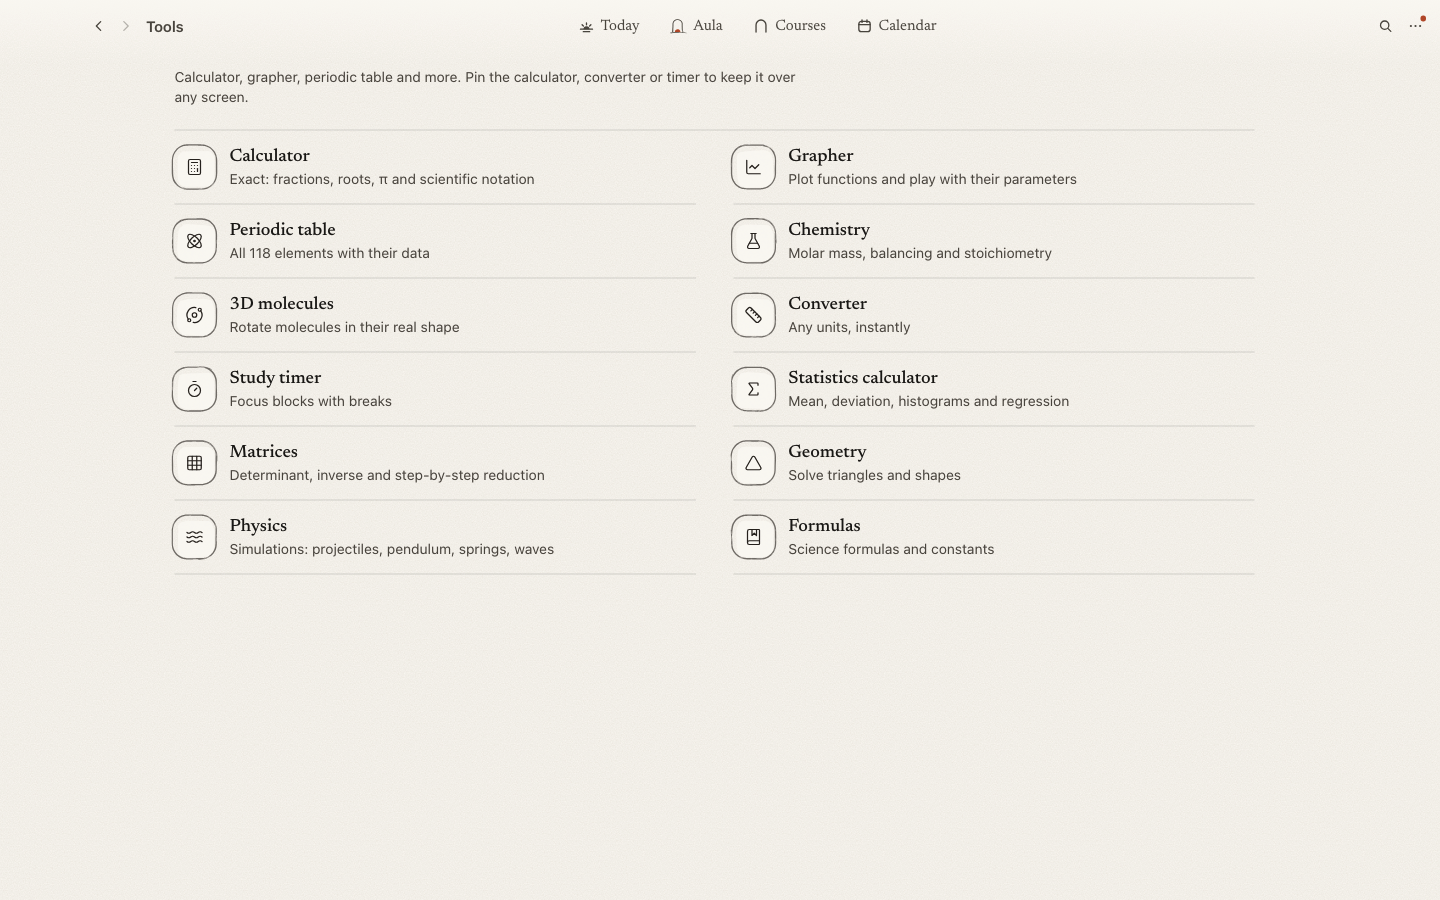 Tools
Today
Aula
Courses
Calendar
Calculator, grapher, periodic table and more. Pin the calculator, converter or timer to keep it over
any screen.
Calculator
Exact: fractions, roots, π and scientific notation
Grapher
Plot functions and play with their parameters
Periodic table
All 118 elements with their data
Chemistry
Molar mass, balancing and stoichiometry
3D molecules
Rotate molecules in their real shape
Converter
Any units, instantly
Study timer
Focus blocks with breaks
Statistics calculator
Mean, deviation, histograms and regression
Matrices
Determinant, inverse and step-by-step reduction
Geometry
Solve triangles and shapes
Physics
Simulations: projectiles, pendulum, springs, waves
Formulas
Science formulas and constants